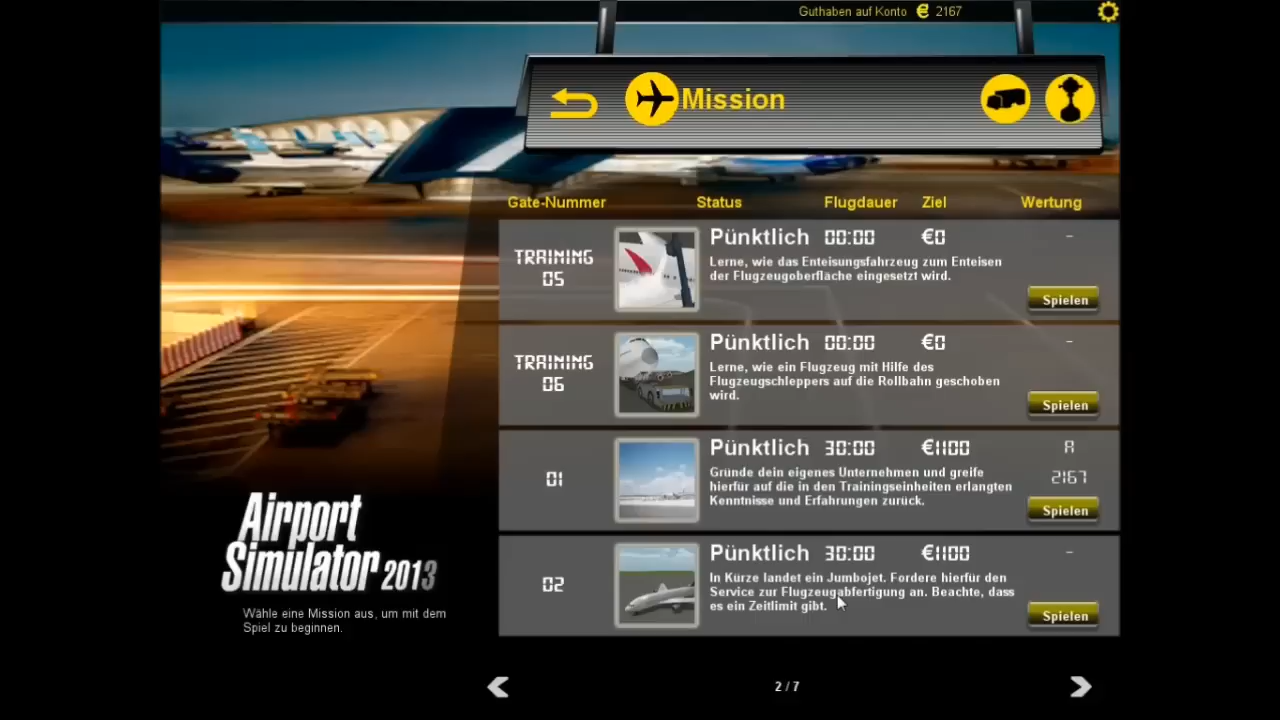 Guthaben auf Konto € 2167
Mission
Gate-Nummer Status Flugdauer Ziel Wertung
TRAINING 05
Pünktlich 00:00 €0 -
Lerne, wie das Enteisungsfahrzeug zum Enteisen
der Flugzeugoberfläche eingesetzt wird.
Spielen
TRAINING 06
Pünktlich 00:00 €0 -
Lerne, wie ein Flugzeug mit Hilfe des
Flugzeugschleppers auf die Rollbahn geschoben
wird.
Spielen
01
Pünktlich 30:00 €1100 A
Gründe dein eigenes Unternehmen und greife
hierfür auf die in den Trainingseinheiten erlangten
Kenntnisse und Erfahrungen zurück.
2167
Spielen
02
Pünktlich 30:00 €1100 -
In Kürze landet ein Jumbojet. Fordere hierfür den
Service zur Flugzeugabfertigung an. Beachte, dass
es ein Zeitlimit gibt.
Spielen
Airport
Simulator 2013
Wähle eine Mission aus, um mit dem
Spiel zu beginnen.
2 / 7